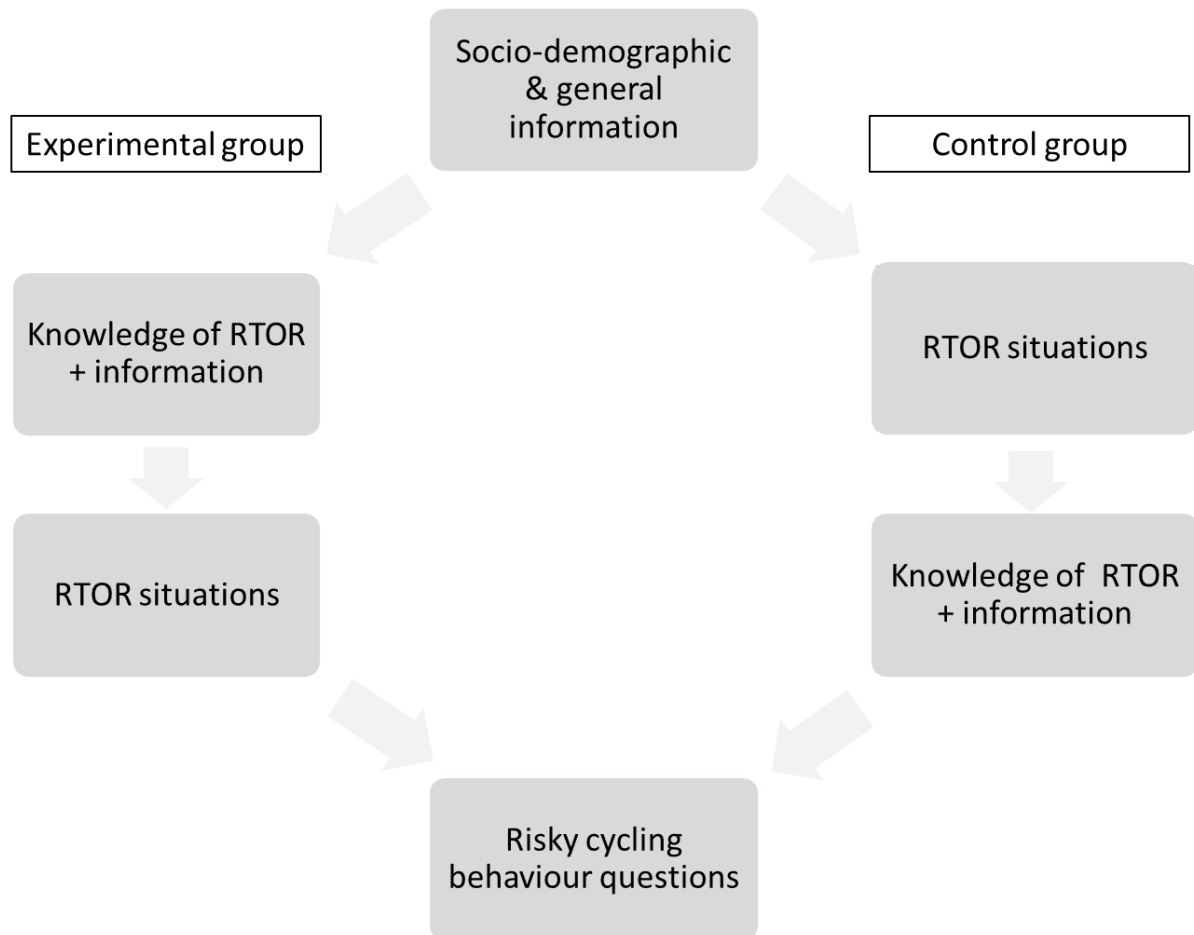 Socio-demographic
& general
information
Experimental group
Control group
Knowledge of RTOR
+ information
RTOR situations
RTOR situations
Knowledge of  RTOR
+ information
Risky cycling
behaviour questions